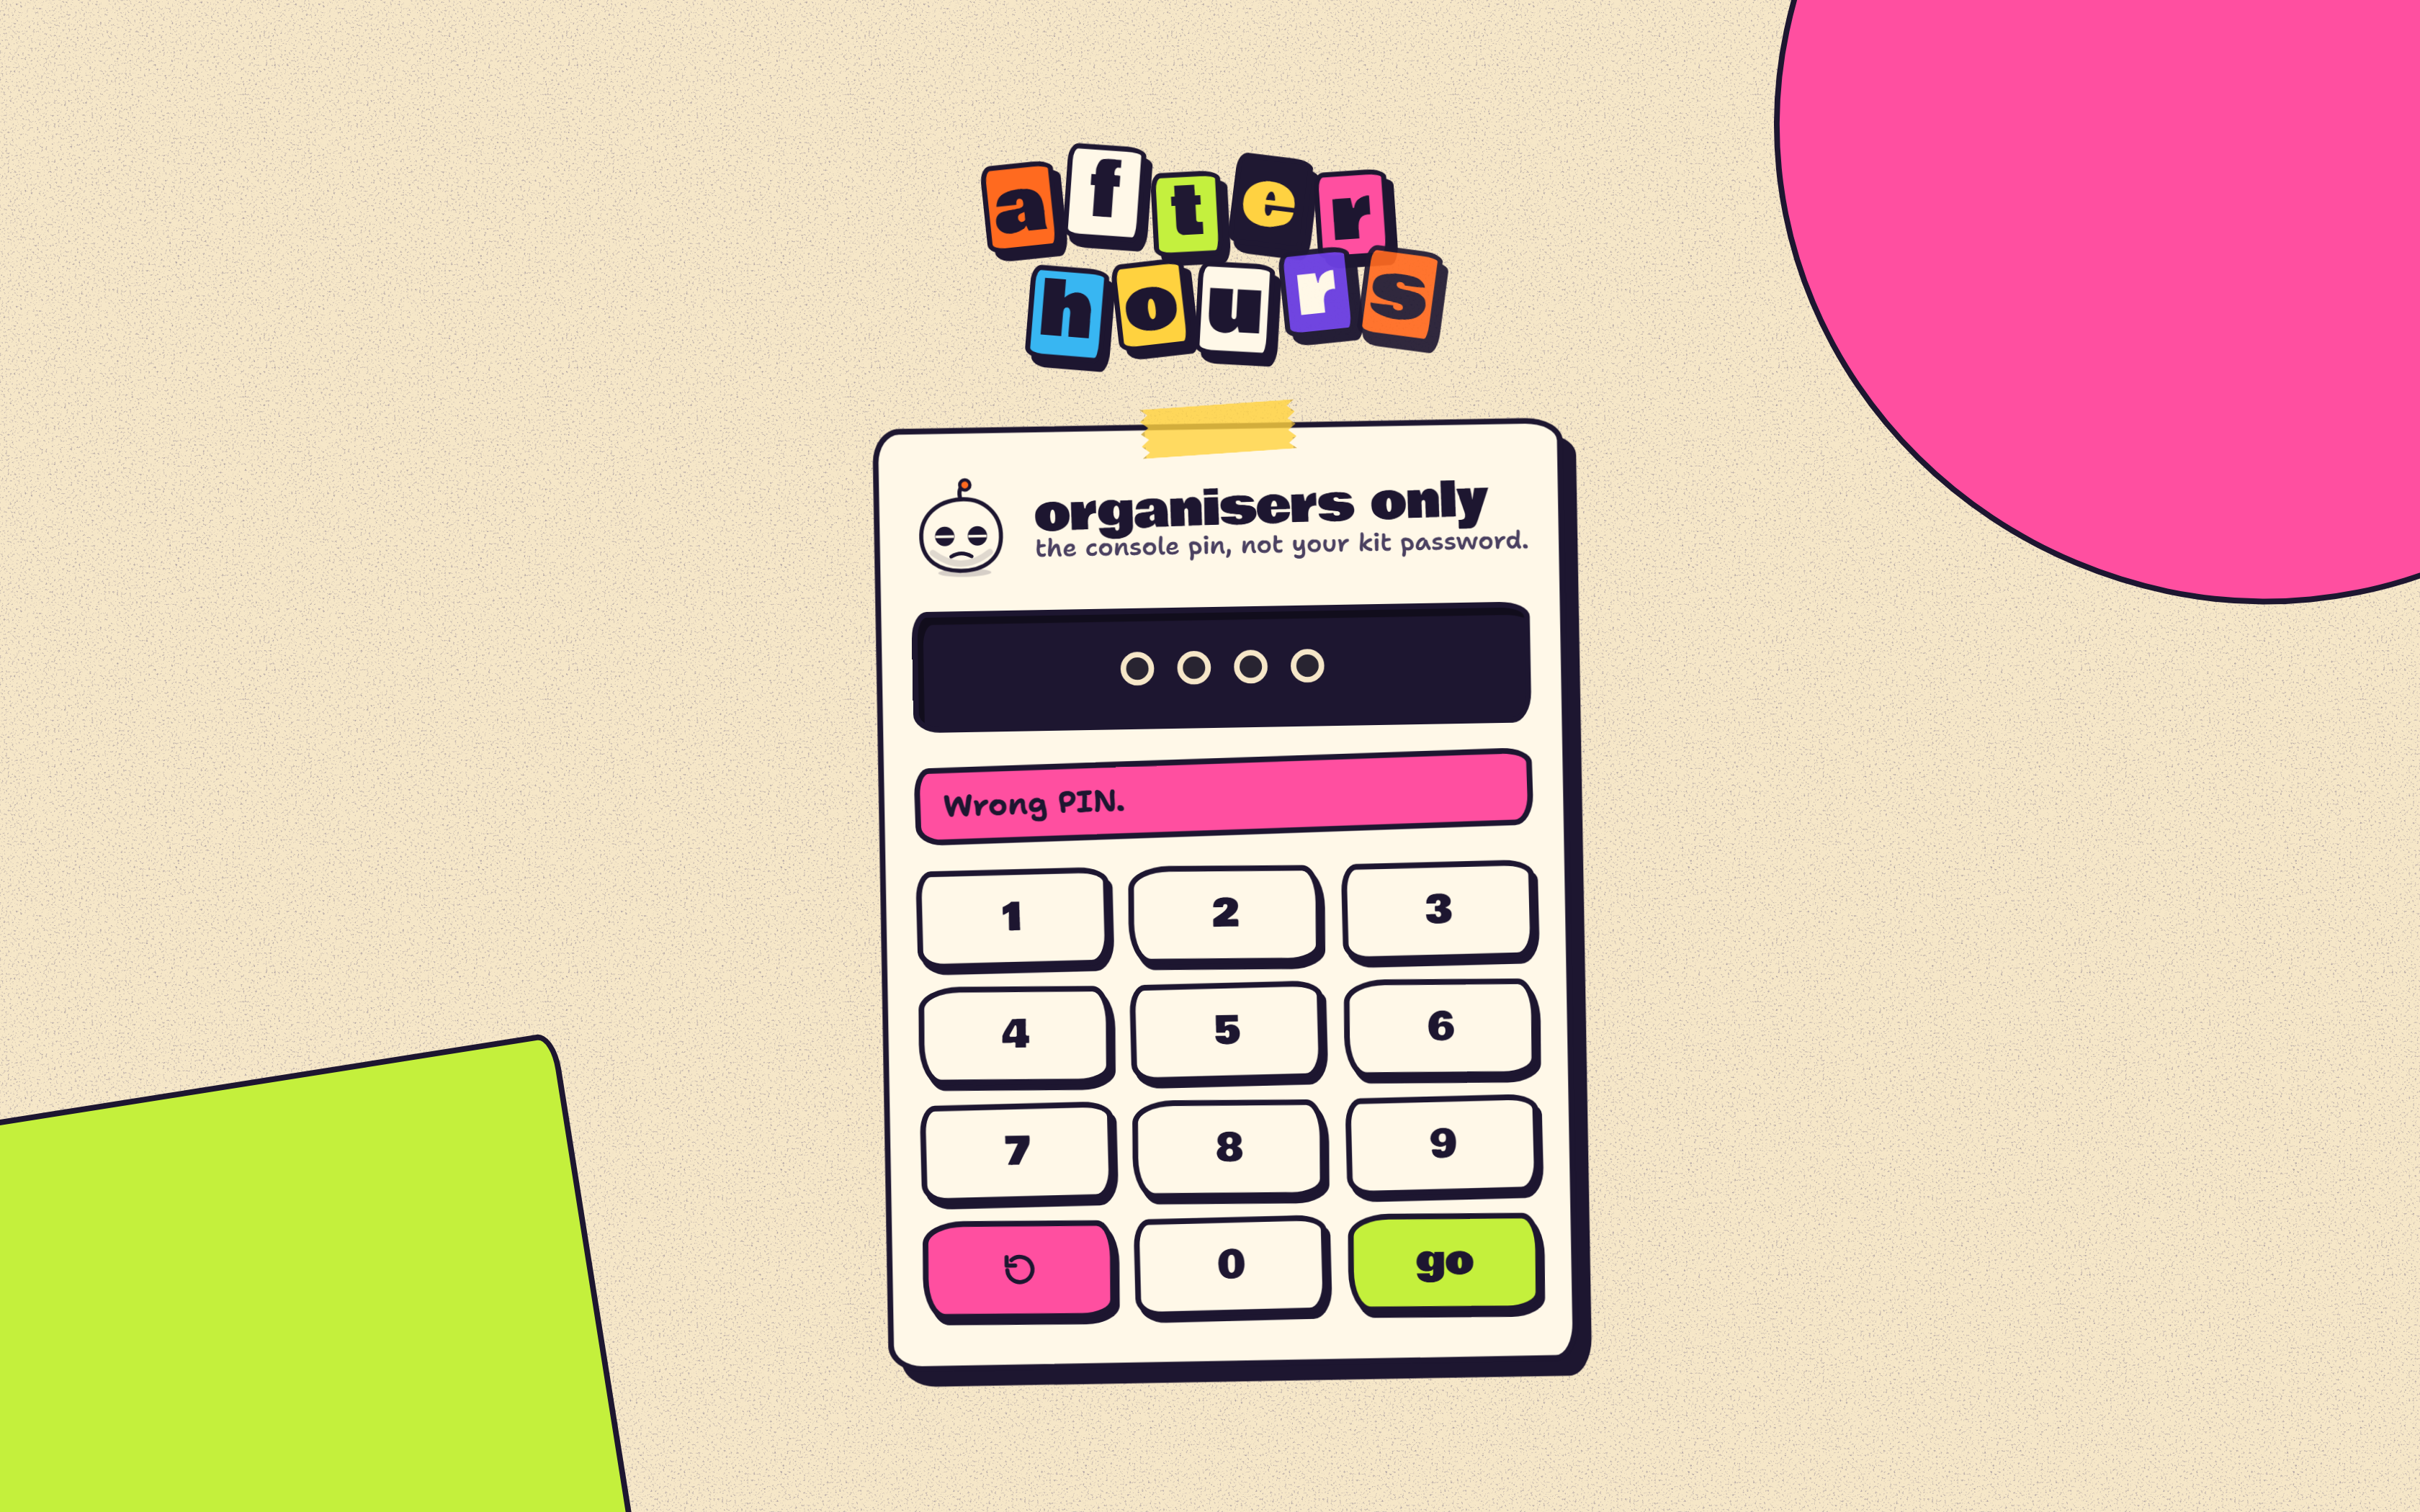 after
hours
organisers only
the console pin, not your kit password.
Wrong PIN.
1 2 3
4 5 6
7 8 9
0 go